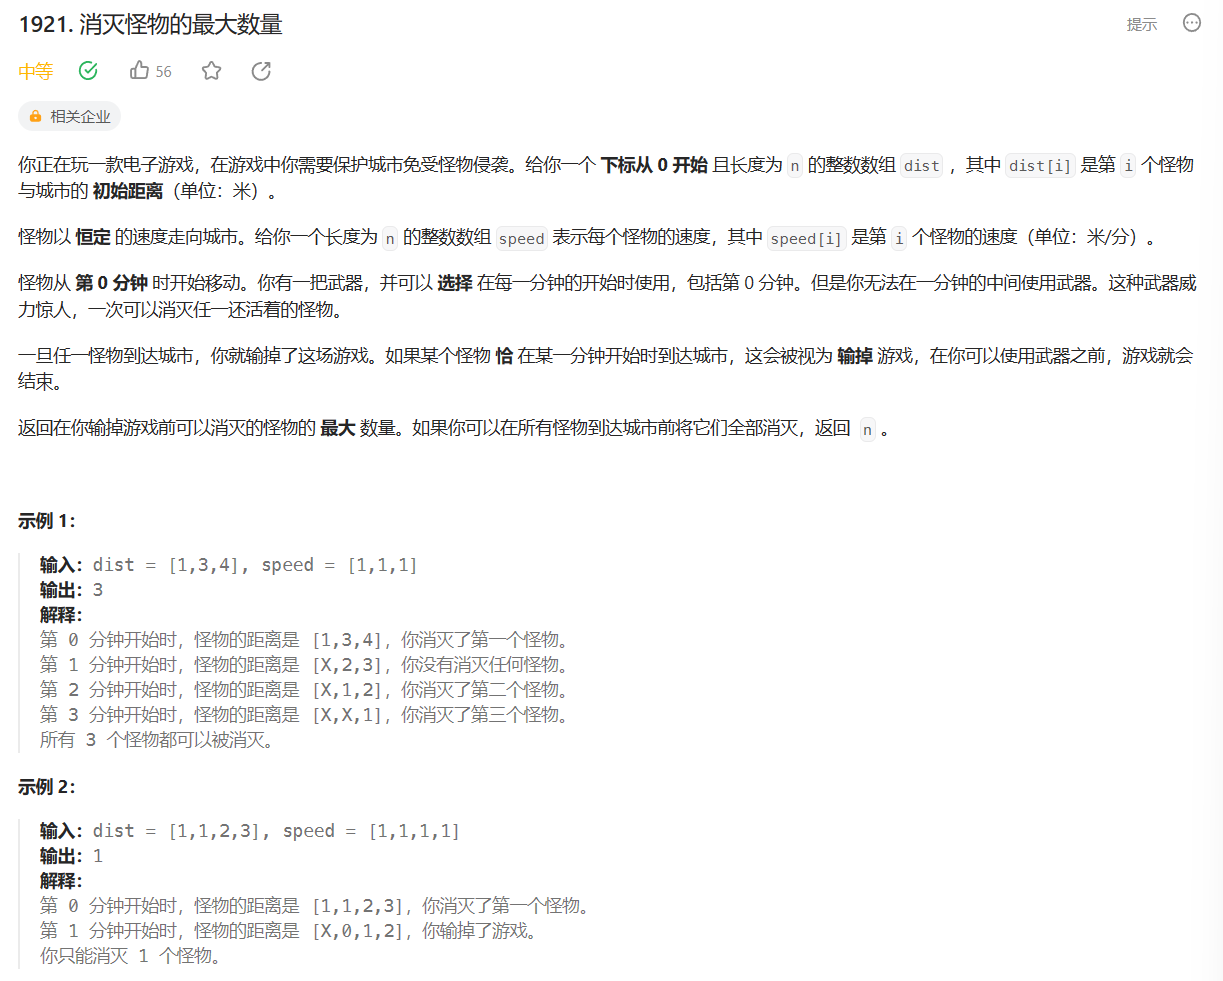 1921. 消灭怪物的最大数量
提示
中等
56
相关企业
你正在玩一款电子游戏，在游戏中你需要保护城市免受怪物侵袭。给你一个 下标从 0 开始 且长度为 n 的整数数组 dist ，其中 dist[i] 是第 i 个怪物
与城市的 初始距离（单位：米）。
怪物以 恒定 的速度走向城市。给你一个长度为 n 的整数数组 speed 表示每个怪物的速度，其中 speed[i] 是第 i 个怪物的速度（单位：米/分）。
怪物从 第 0 分钟 时开始移动。你有一把武器，并可以 选择 在每一分钟的开始时使用，包括第 0 分钟。但是你无法在一分钟的中间使用武器。这种武器威
力惊人，一次可以消灭任一还活着的怪物。
一旦任一怪物到达城市，你就输掉了这场游戏。如果某个怪物 恰 在某一分钟开始时到达城市，这会被视为 输掉 游戏，在你可以使用武器之前，游戏就会
结束。
返回在你输掉游戏前可以消灭的怪物的 最大 数量。如果你可以在所有怪物到达城市前将它们全部消灭，返回 n 。
示例 1：
输入：dist = [1,3,4], speed = [1,1,1]
输出：3
解释：
第 0 分钟开始时，怪物的距离是 [1,3,4]，你消灭了第一个怪物。
第 1 分钟开始时，怪物的距离是 [X,2,3]，你没有消灭任何怪物。
第 2 分钟开始时，怪物的距离是 [X,1,2]，你消灭了第二个怪物。
第 3 分钟开始时，怪物的距离是 [X,X,1]，你消灭了第三个怪物。
所有 3 个怪物都可以被消灭。
示例 2：
输入：dist = [1,1,2,3], speed = [1,1,1,1]
输出：1
解释：
第 0 分钟开始时，怪物的距离是 [1,1,2,3]，你消灭了第一个怪物。
第 1 分钟开始时，怪物的距离是 [X,0,1,2]，你输掉了游戏。
你只能消灭 1 个怪物。